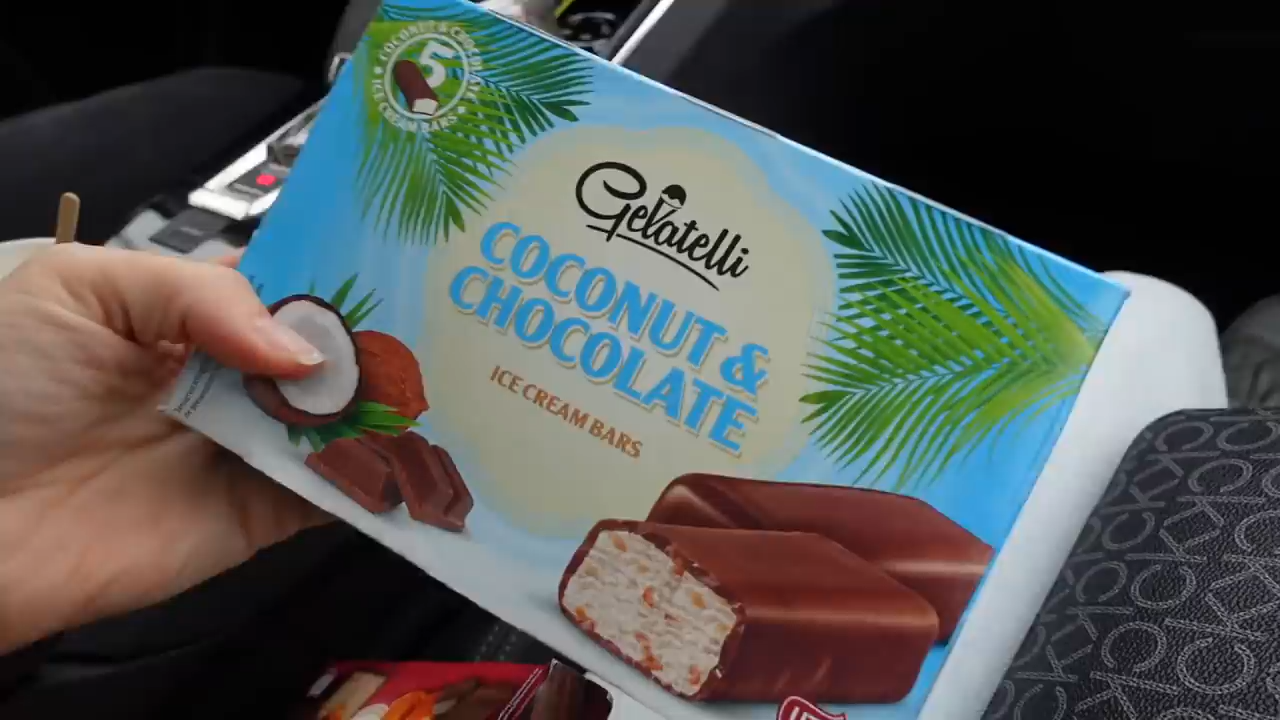 COCONUT & CHOCOLATE
5
ICE CREAM BARS
Gelatelli
COCONUT &
CHOCOLATE
ICE CREAM BARS